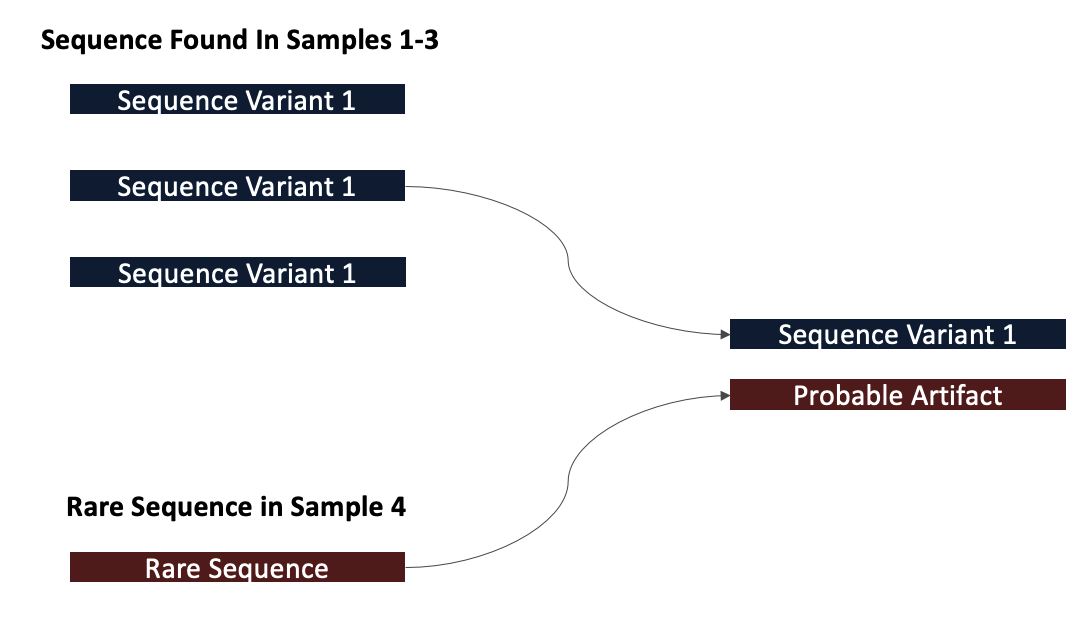 Sequence Found In Samples 1-3
Sequence Variant 1
Sequence Variant 1
Sequence Variant 1
Sequence Variant 1
Probable Artifact
Rare Sequence in Sample 4
Rare Sequence